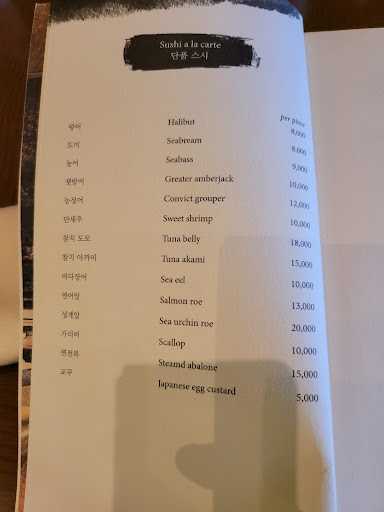 Sushi a la carte
단품 스시
per piece
광어 Halibut 8,000
도미 Seabream 8,000
농어 Seabass 9,000
잿방어 Greater amberjack 10,000
능성어 Convict grouper 12,000
단새우 Sweet shrimp 10,000
참치 도로 Tuna belly 18,000
참치 아까미 Tuna akami 15,000
바다장어 Sea eel 10,000
연어알 Salmon roe 13,000
성게알 Sea urchin roe 20,000
가리비 Scallop 10,000
찐전복 Steamd abalone 15,000
교꾸 Japanese egg custard 5,000